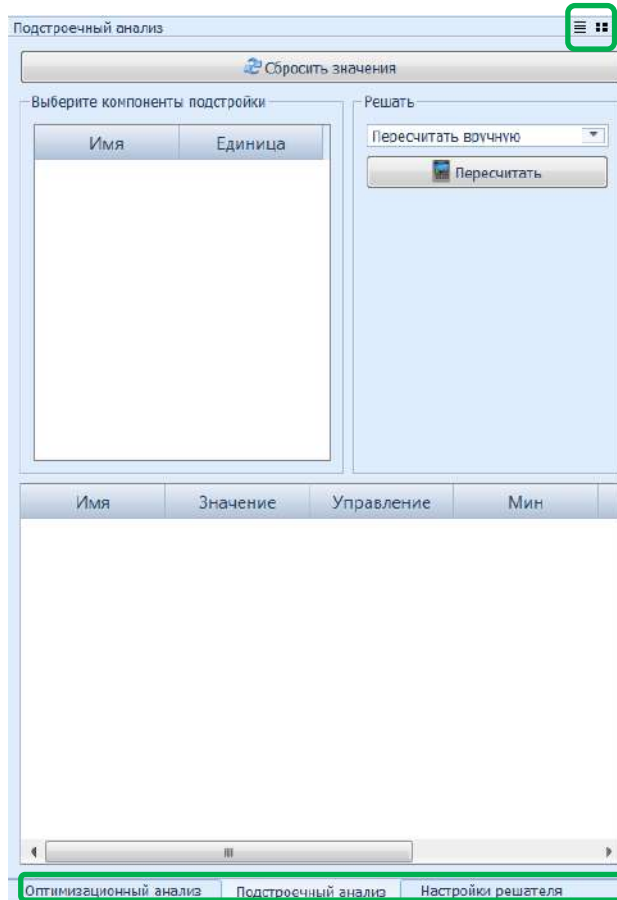 Подстроечный анализ
Сбросить значения
Выберите компоненты подстройки
Решать
Имя Единица
Пересчитать вручную
Пересчитать
Имя Значение Управление Мин
Оптимизационный анализ Подстроечный анализ Настройки решателя